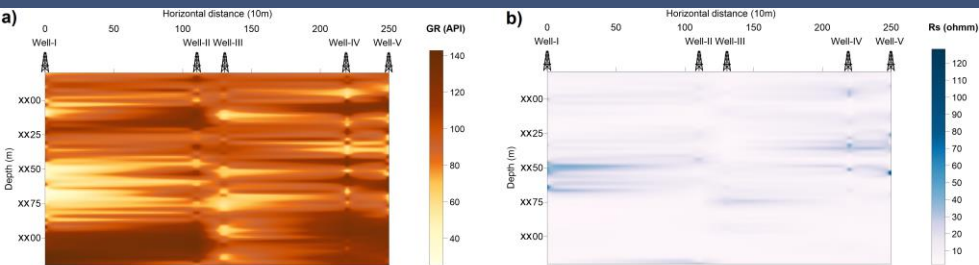 a)
Horizontal distance (10m)
0 50 100 150 200 250
GR (API)
Well-I Well-II Well-III Well-IV Well-V
XX00
XX25
XX50
XX75
XX00
Depth (m)
140
120
100
80
60
40
b)
Horizontal distance (10m)
0 50 100 150 200 250
Rs (ohmm)
Well-I Well-II Well-III Well-IV Well-V
XX00
XX25
XX50
XX75
XX00
Depth (m)
120
110
100
90
80
70
60
50
40
30
20
10